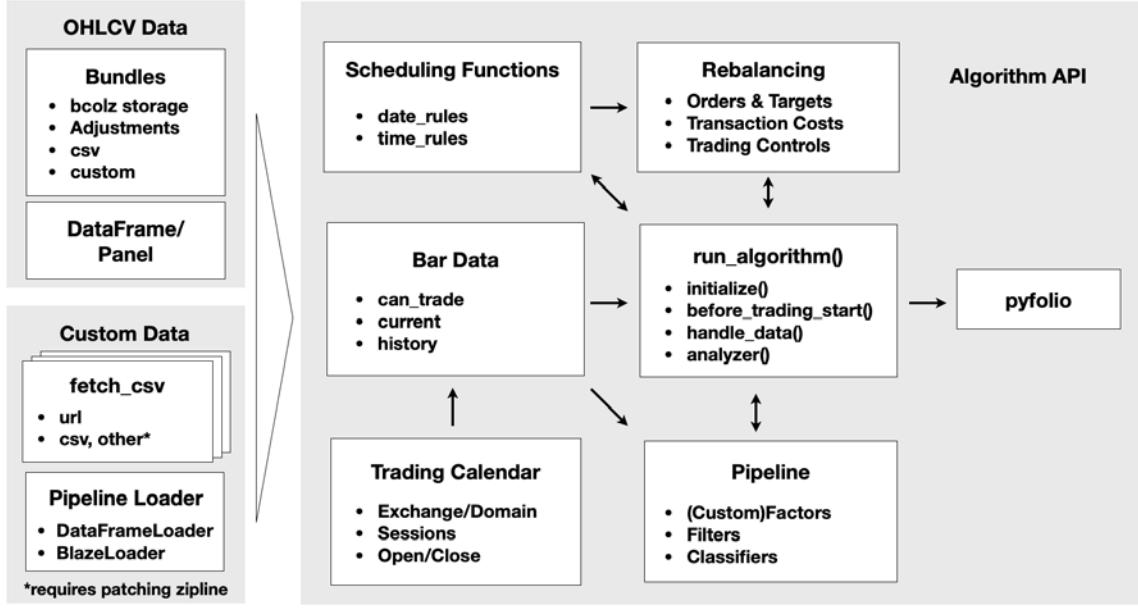 OHLCV Data
Bundles
• bcolz storage
• Adjustments
• csv
• custom
DataFrame/
Panel
Custom Data
fetch_csv
• url
• csv, other*
Pipeline Loader
• DataFrameLoader
• BlazeLoader
*requires patching zipline
Algorithm API
Scheduling Functions
• date_rules
• time_rules
Rebalancing
• Orders & Targets
• Transaction Costs
• Trading Controls
Bar Data
• can_trade
• current
• history
run_algorithm()
• initialize()
• before_trading_start()
• handle_data()
• analyzer()
pyfolio
Trading Calendar
• Exchange/Domain
• Sessions
• Open/Close
Pipeline
• (Custom)Factors
• Filters
• Classifiers